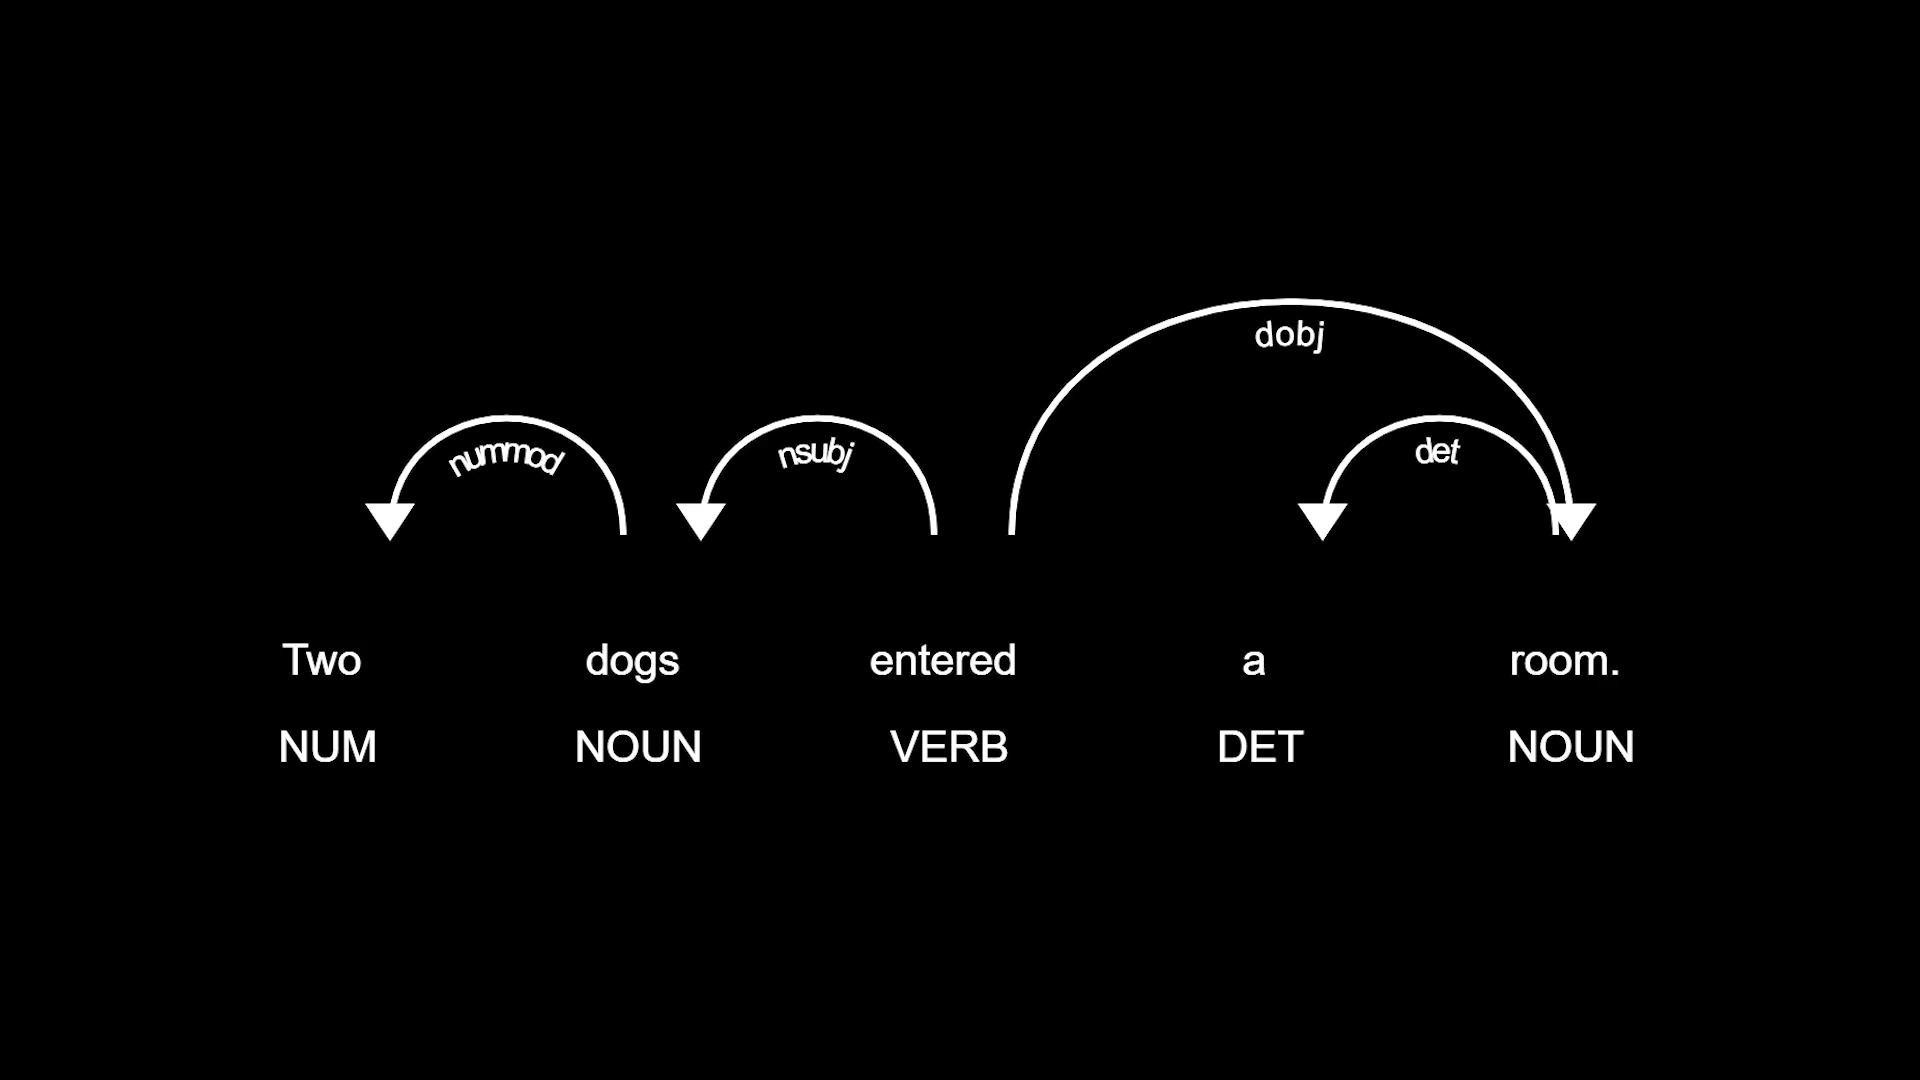 dobj
nummod nsubj det
Two dogs entered a room.
NUM NOUN VERB DET NOUN